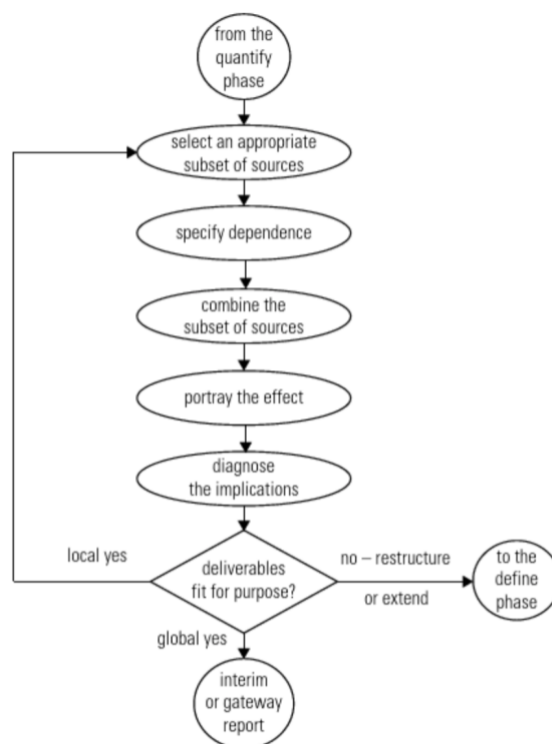 from the
quantify
phase
select an appropriate
subset of sources
specify dependence
combine the
subset of sources
portray the effect
diagnose
the implications
local yes
deliverables
fit for purpose?
no – restructure
or extend
to the
define
phase
global yes
interim
or gateway
report